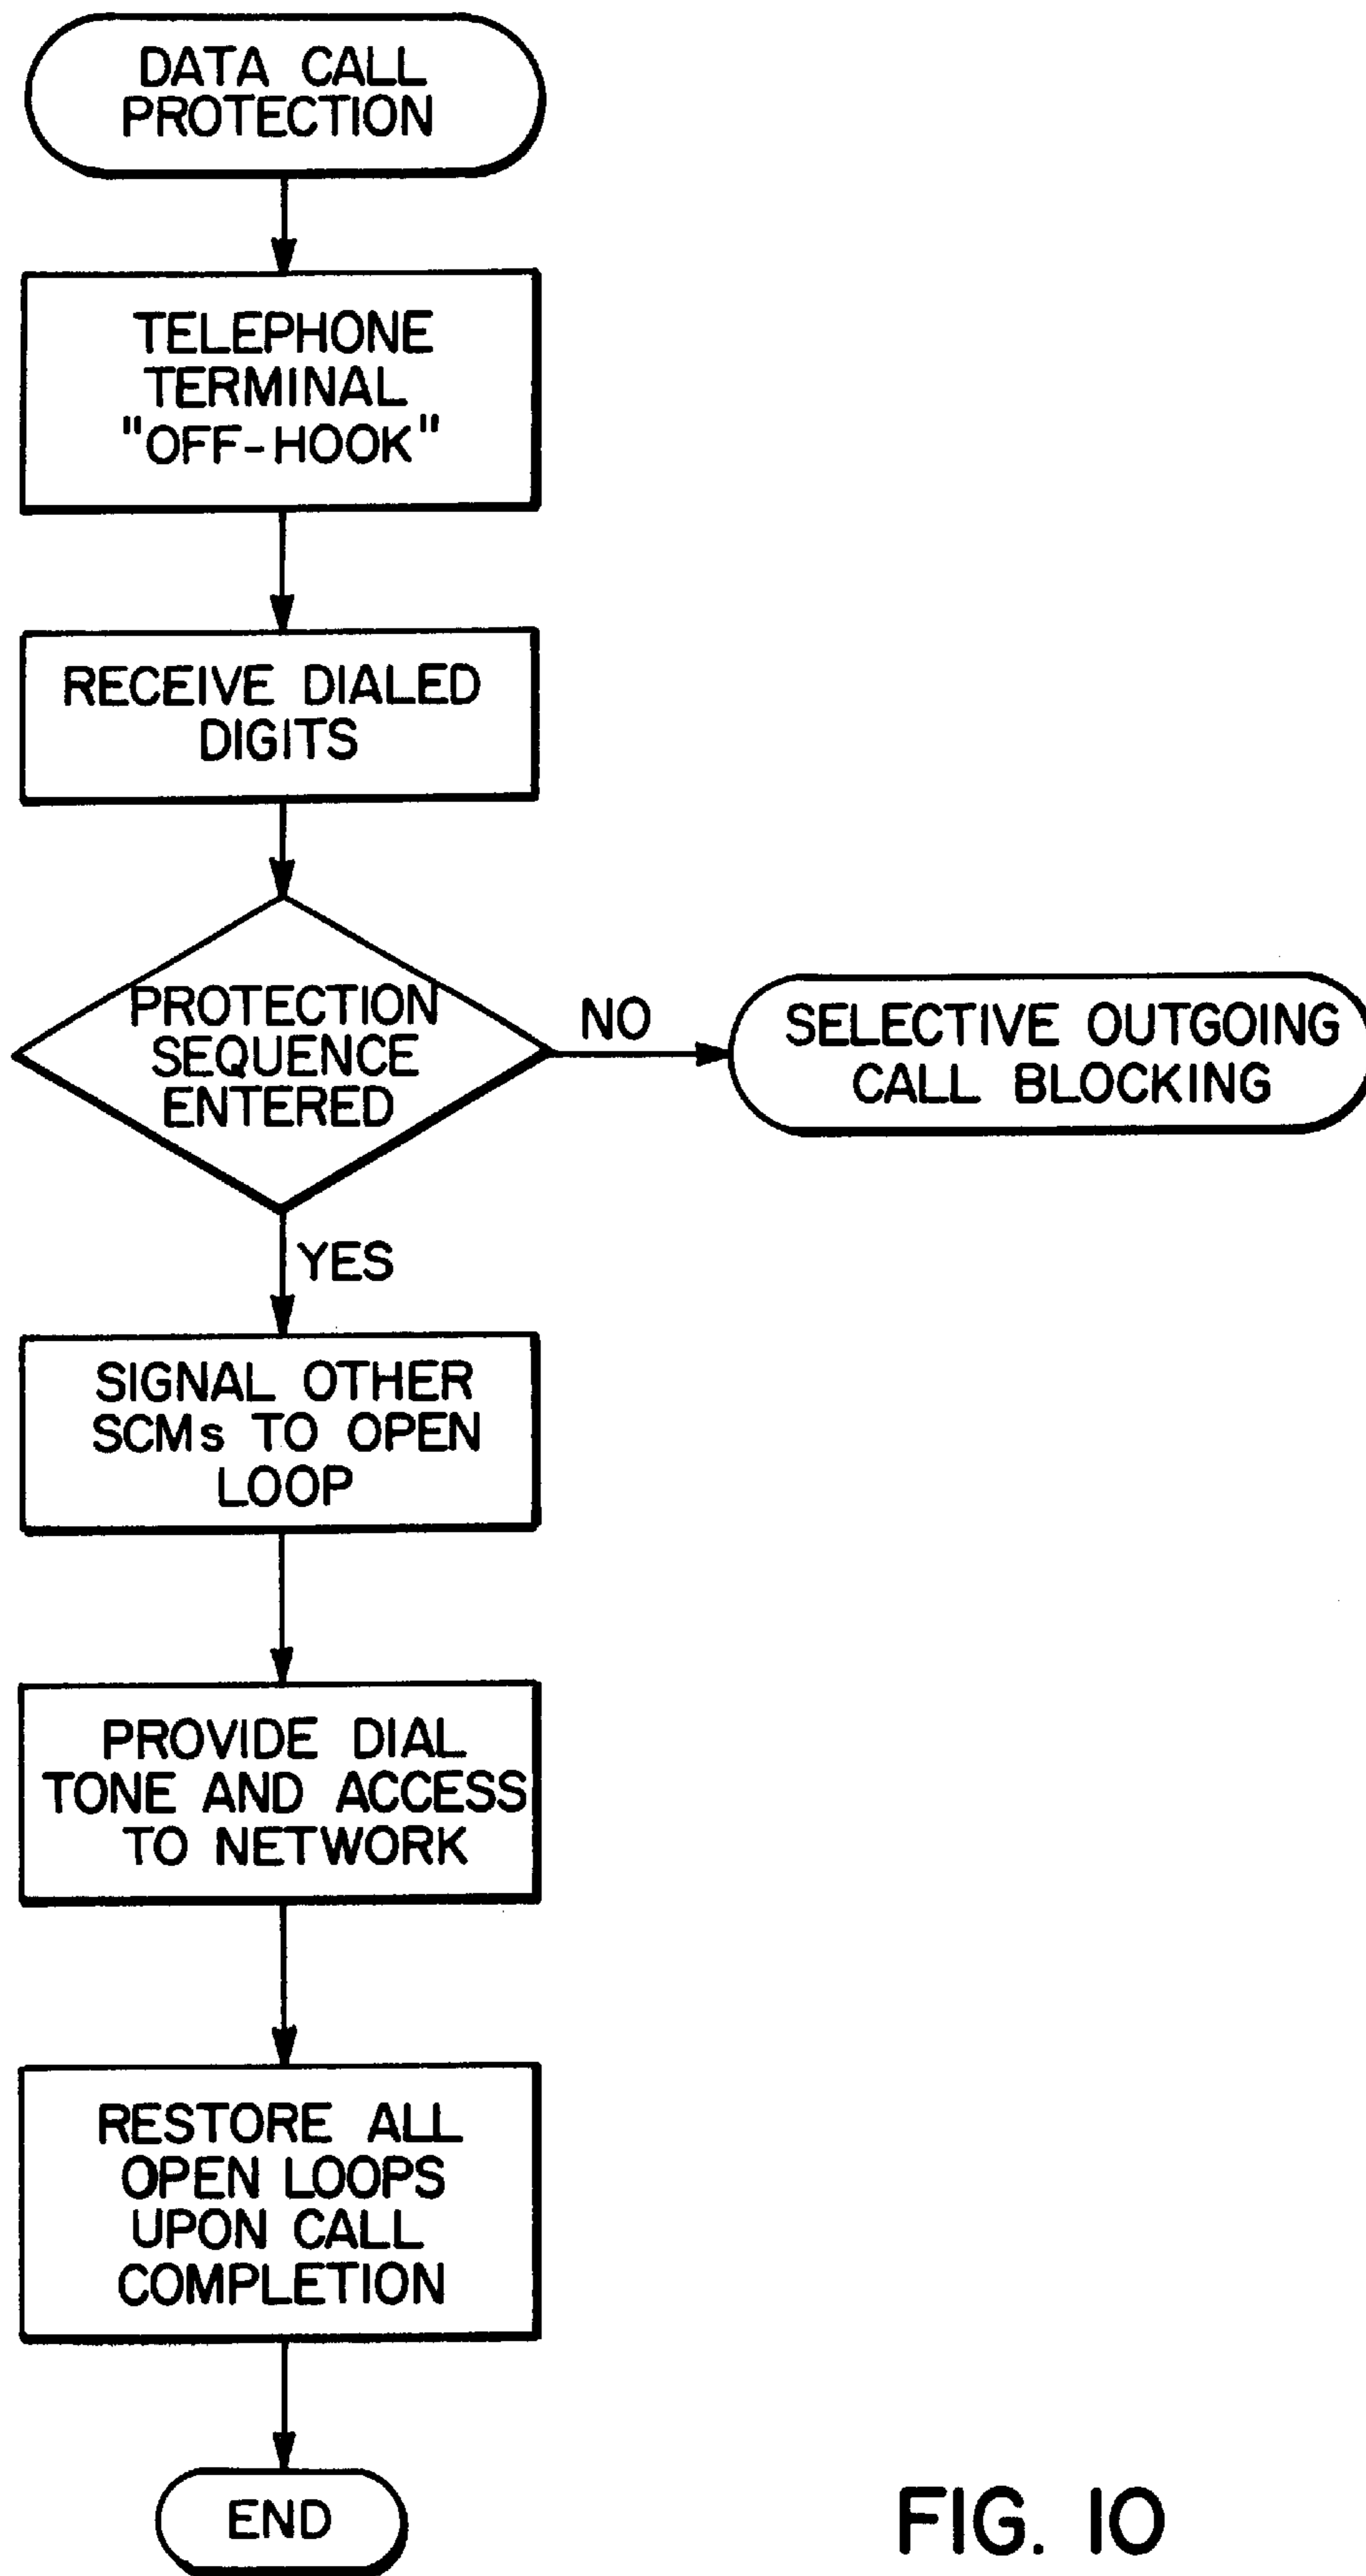 DATA CALL
PROTECTION
TELEPHONE
TERMINAL
"OFF-HOOK"
RECEIVE DIALED
DIGITS
PROTECTION
SEQUENCE
ENTERED
NO
SELECTIVE OUTGOING
CALL BLOCKING
YES
SIGNAL OTHER
SCMs TO OPEN
LOOP
PROVIDE DIAL
TONE AND ACCESS
TO NETWORK
RESTORE ALL
OPEN LOOPS
UPON CALL
COMPLETION
END
FIG. 10